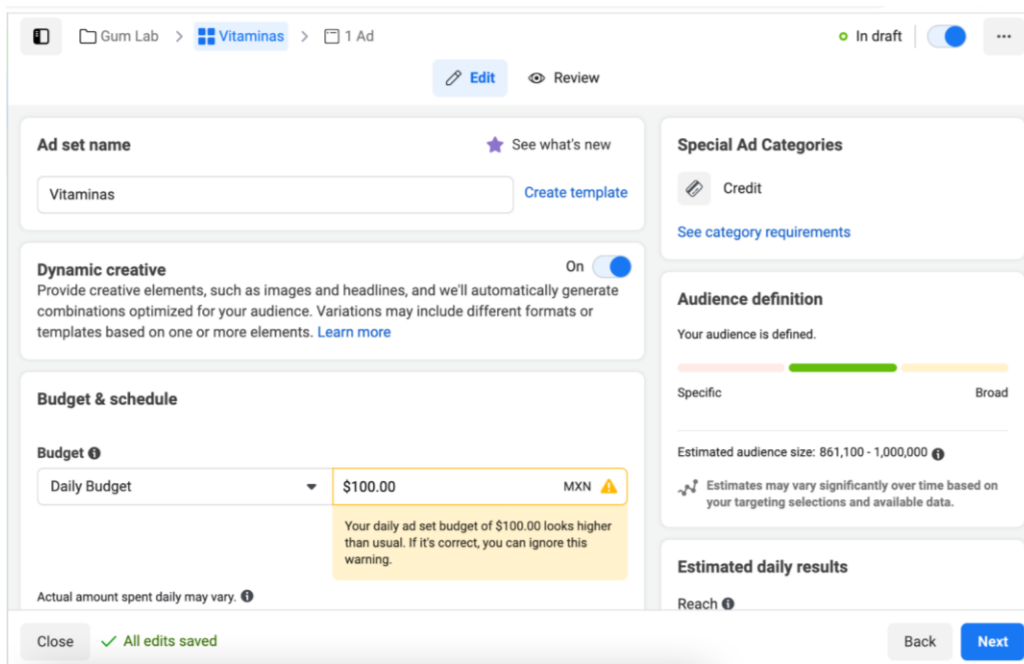 Gum Lab
Vitaminas
1 Ad
In draft
Edit
Review
Ad set name
See what's new
Vitaminas
Create template
Dynamic creative
On
Provide creative elements, such as images and headlines, and we'll automatically generate
combinations optimized for your audience. Variations may include different formats or
templates based on one or more elements. Learn more
Budget & schedule
Budget
Daily Budget
$100.00
MXN
Your daily ad set budget of $100.00 looks higher
than usual. If it's correct, you can ignore this
warning.
Actual amount spent daily may vary.
Special Ad Categories
Credit
See category requirements
Audience definition
Your audience is defined.
Specific
Broad
Estimated audience size: 861,100 - 1,000,000
Estimates may vary significantly over time based on
your targeting selections and available data.
Estimated daily results
Reach
Close
All edits saved
Back
Next